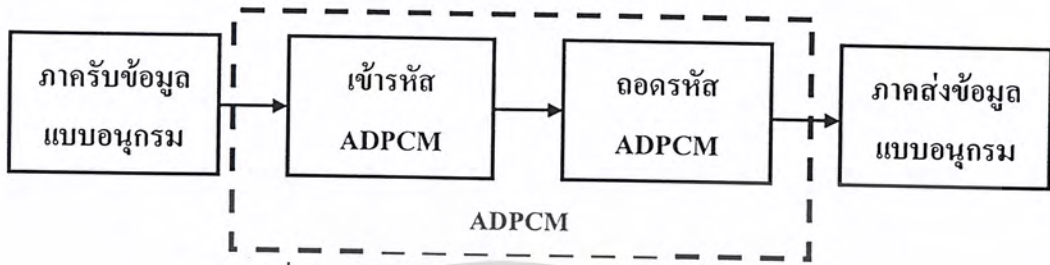 ภาครับข้อมูล
แบบอนุกรม
เข้ารหัส
ADPCM
ถอดรหัส
ADPCM
ภาคส่งข้อมูล
แบบอนุกรม
ADPCM